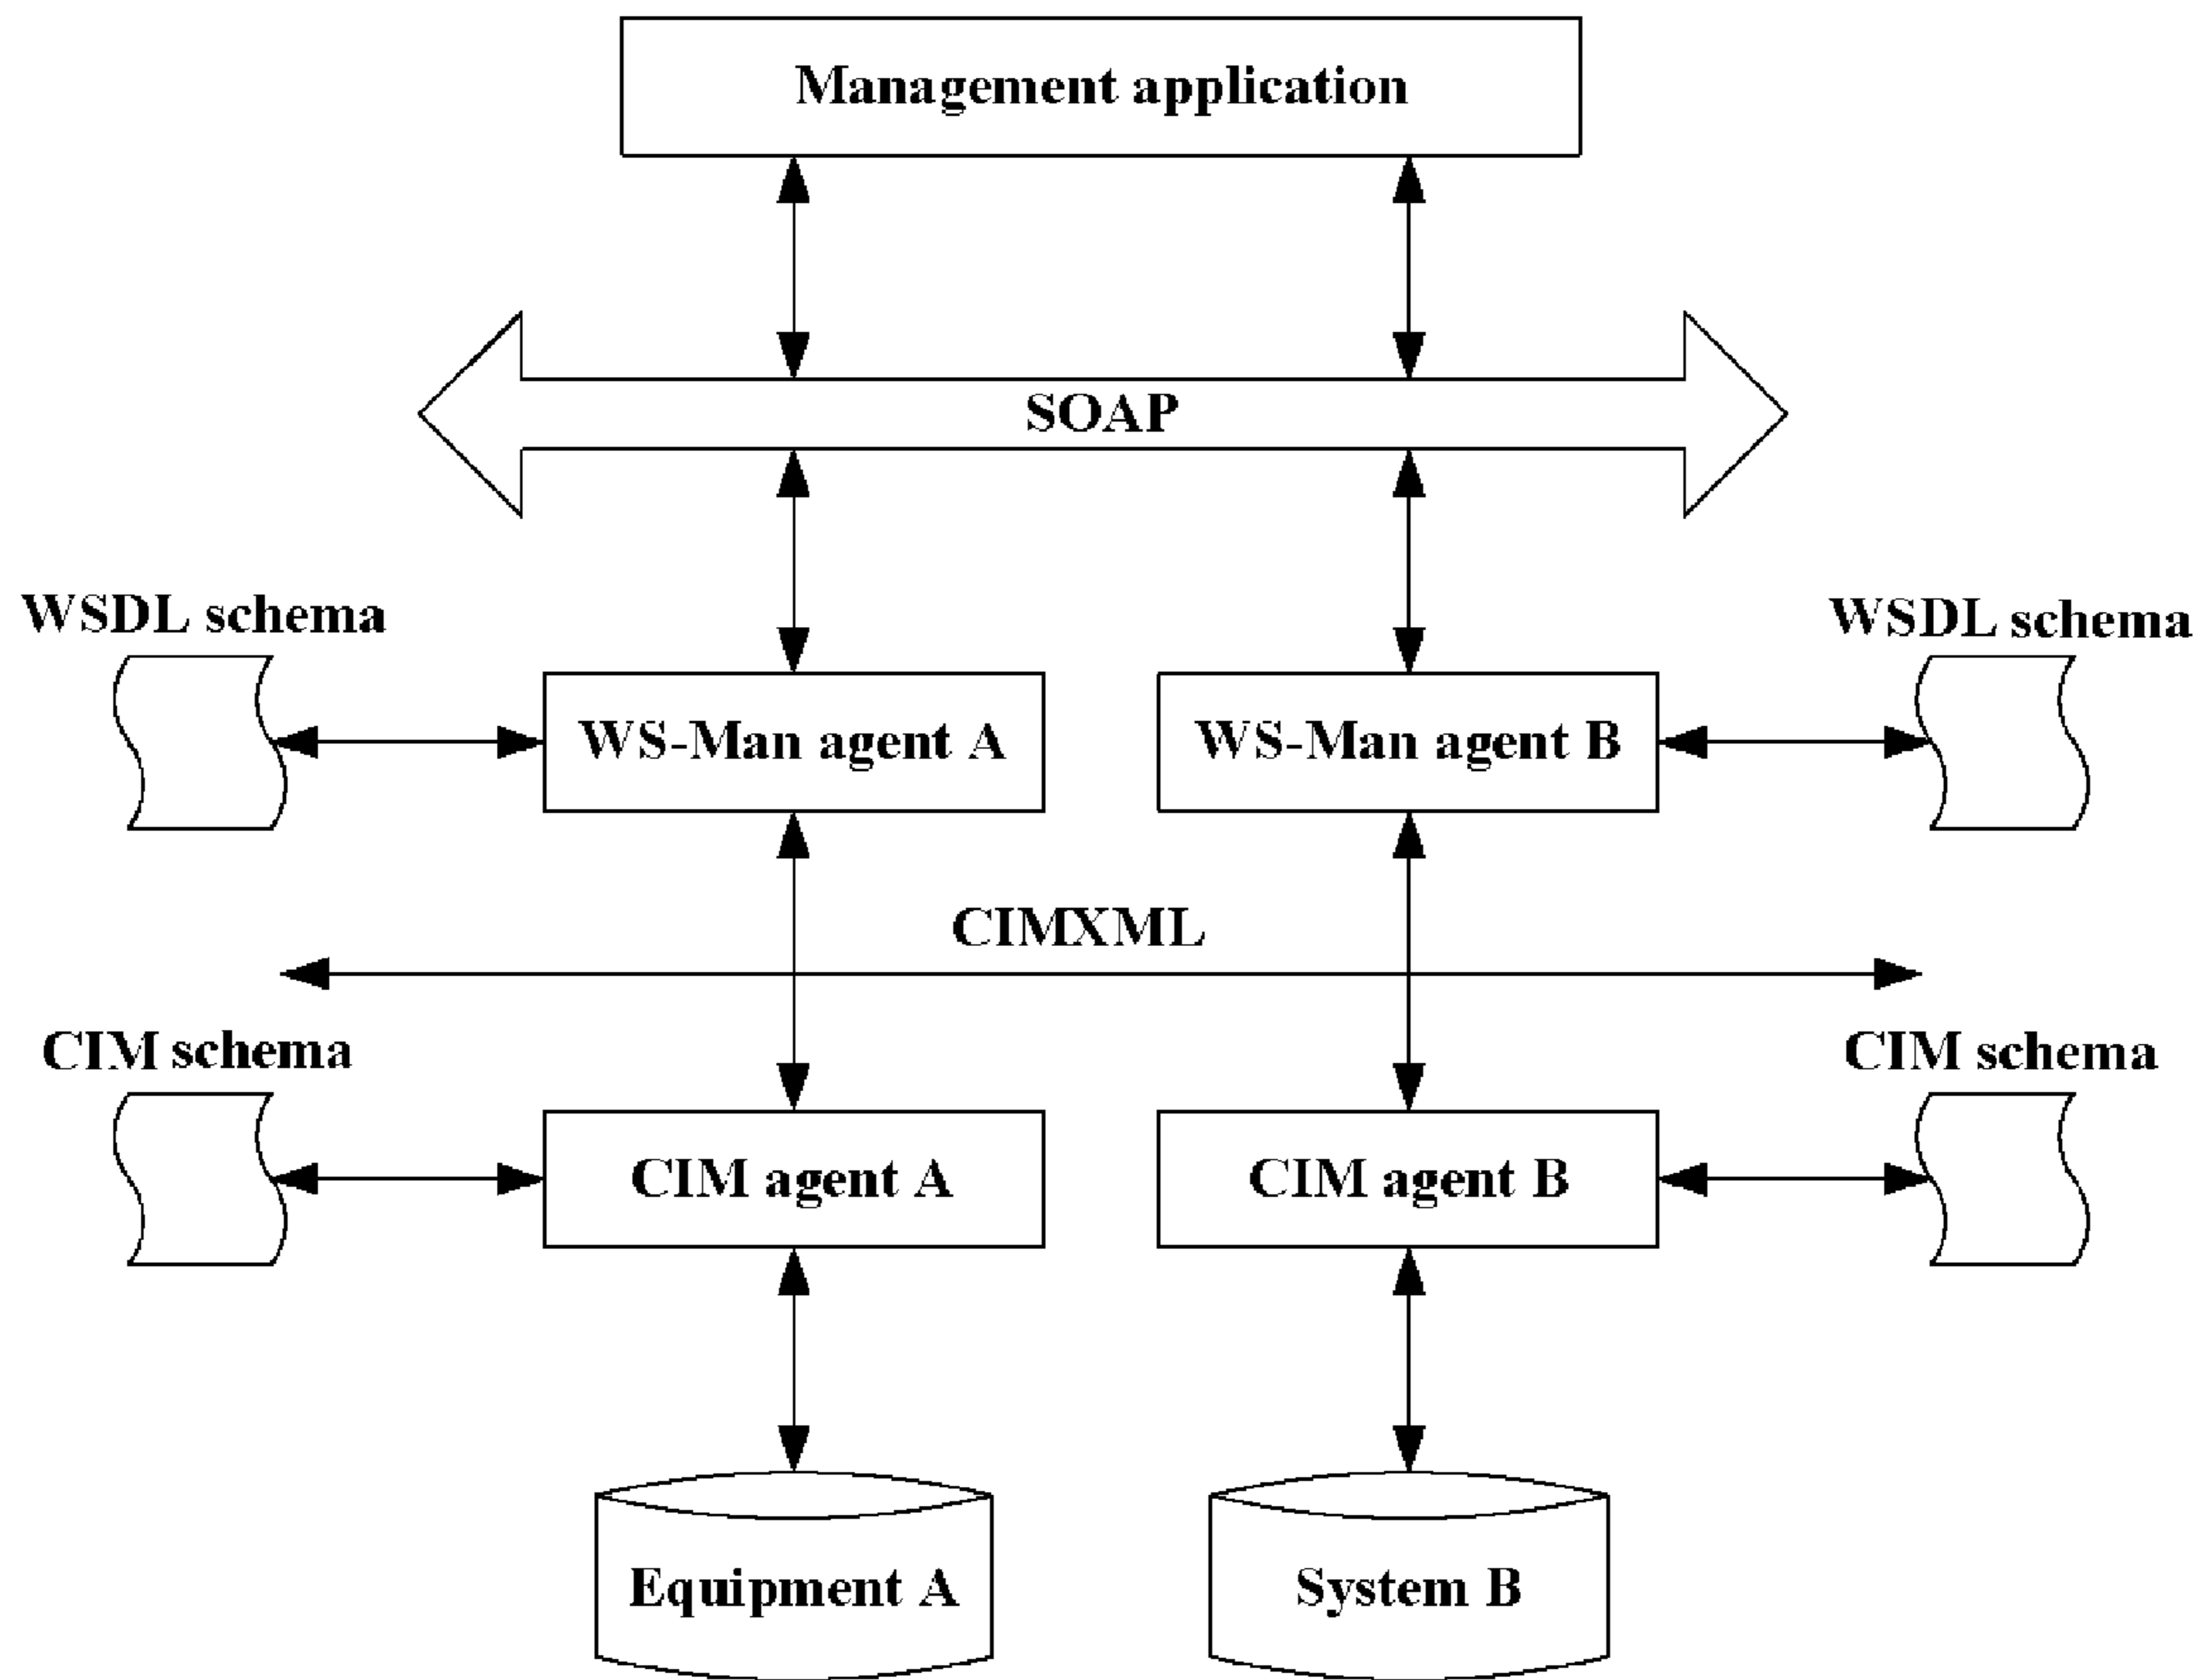 Management application
SOAP
WSDL schema
WSDL schema
WS-Man agent A
WS-Man agent B
CIMXML
CIM schema
CIM schema
CIM agent A
CIM agent B
Equipment A
System B